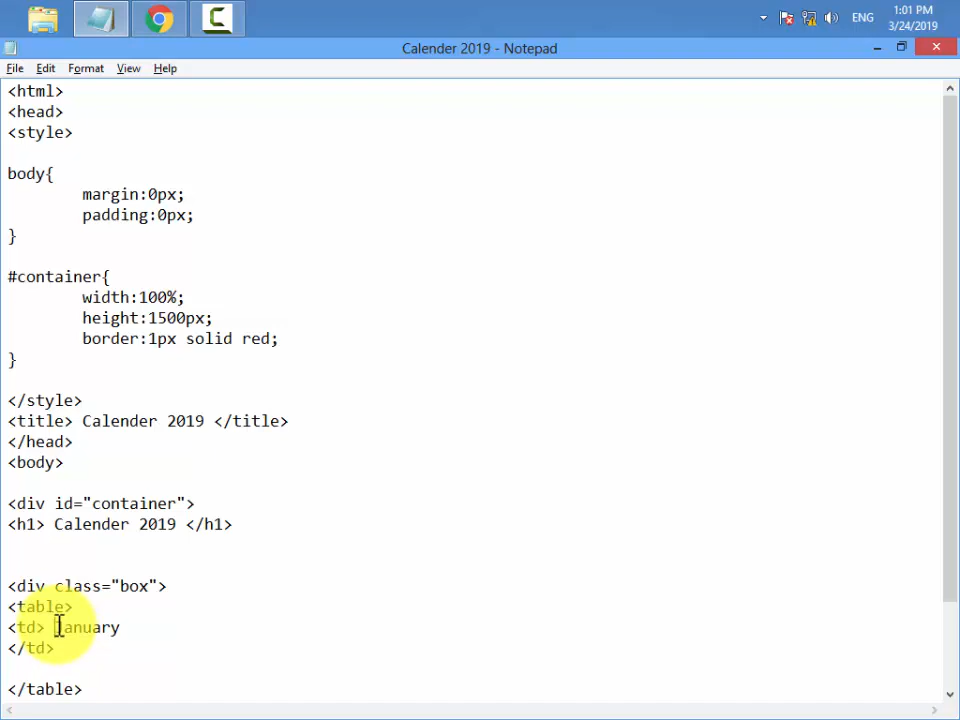 1:01 PM
ENG
3/24/2019
Calender 2019 - Notepad
File Edit Format View Help
<html>
<head>
<style>
body{
margin:0px;
padding:0px;
}
#container{
width:100%;
height:1500px;
border:1px solid red;
}
</style>
<title> Calender 2019 </title>
</head>
<body>
<div id="container">
<h1> Calender 2019 </h1>
<div class="box">
<table>
<td> January
</td>
</table>